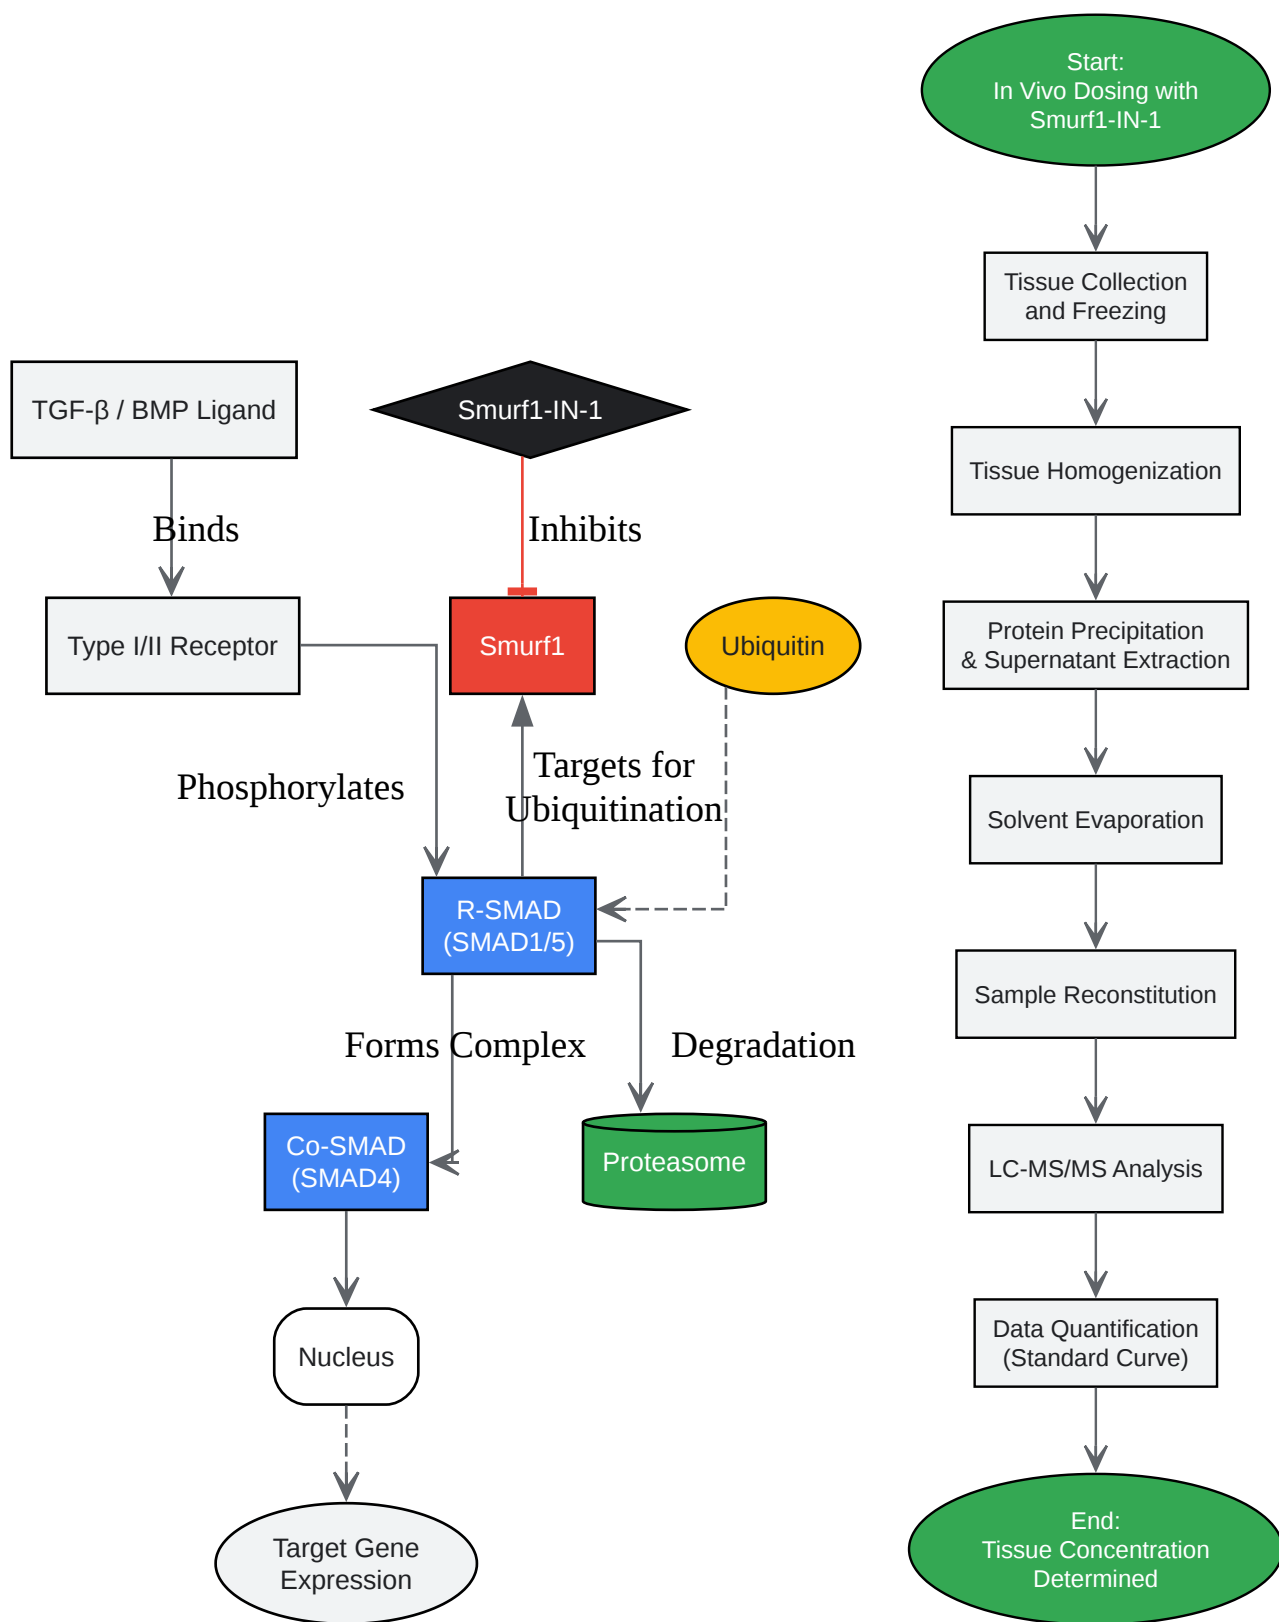 TGF-β / BMP Ligand
Smurf1-IN-1
Binds
Inhibits
Type I/II Receptor
Smurf1
Ubiquitin
Phosphorylates
Targets for
Ubiquitination
R-SMAD
(SMAD1/5)
Forms Complex
Degradation
Co-SMAD
(SMAD4)
Proteasome
Nucleus
Target Gene
Expression
Start:
In Vivo Dosing with
Smurf1-IN-1
Tissue Collection
and Freezing
Tissue Homogenization
Protein Precipitation
& Supernatant Extraction
Solvent Evaporation
Sample Reconstitution
LC-MS/MS Analysis
Data Quantification
(Standard Curve)
End:
Tissue Concentration
Determined